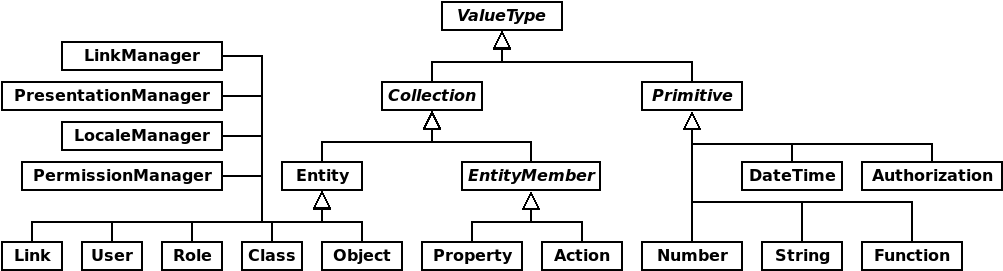 ValueType
LinkManager
PresentationManager
Collection
Primitive
LocaleManager
PermissionManager
Entity
EntityMember
DateTime
Authorization
Link
User
Role
Class
Object
Property
Action
Number
String
Function